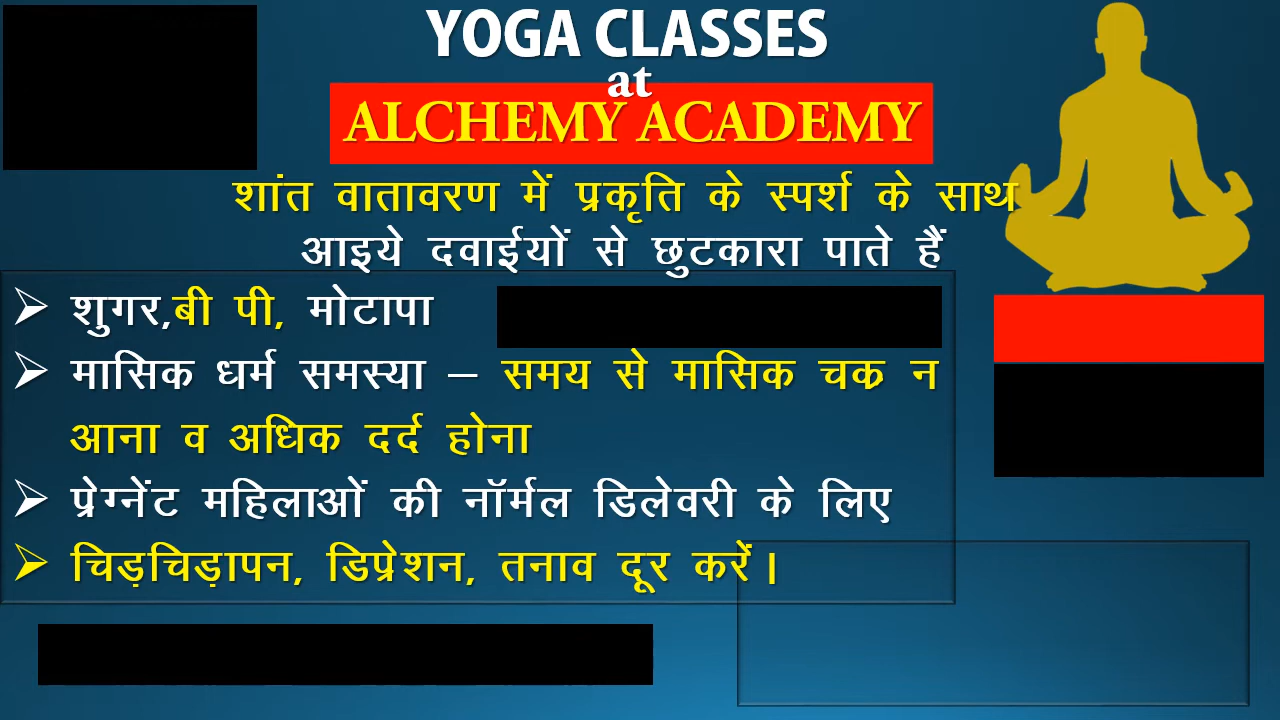 YOGA CLASSES
at
ALCHEMY ACADEMY
शांत वातावरण में प्रकृति के स्पर्श के साथ
आइये दवाईयों से छुटकारा पाते हैं
➢ शुगर,बी पी, मोटापा
➢ मासिक धर्म समस्या – समय से मासिक चक्र न
आना व अधिक दर्द होना
➢ प्रेग्नेंट महिलाओं की नॉर्मल डिलेवरी के लिए
➢ चिड़चिड़ापन, डिप्रेशन, तनाव दूर करें।